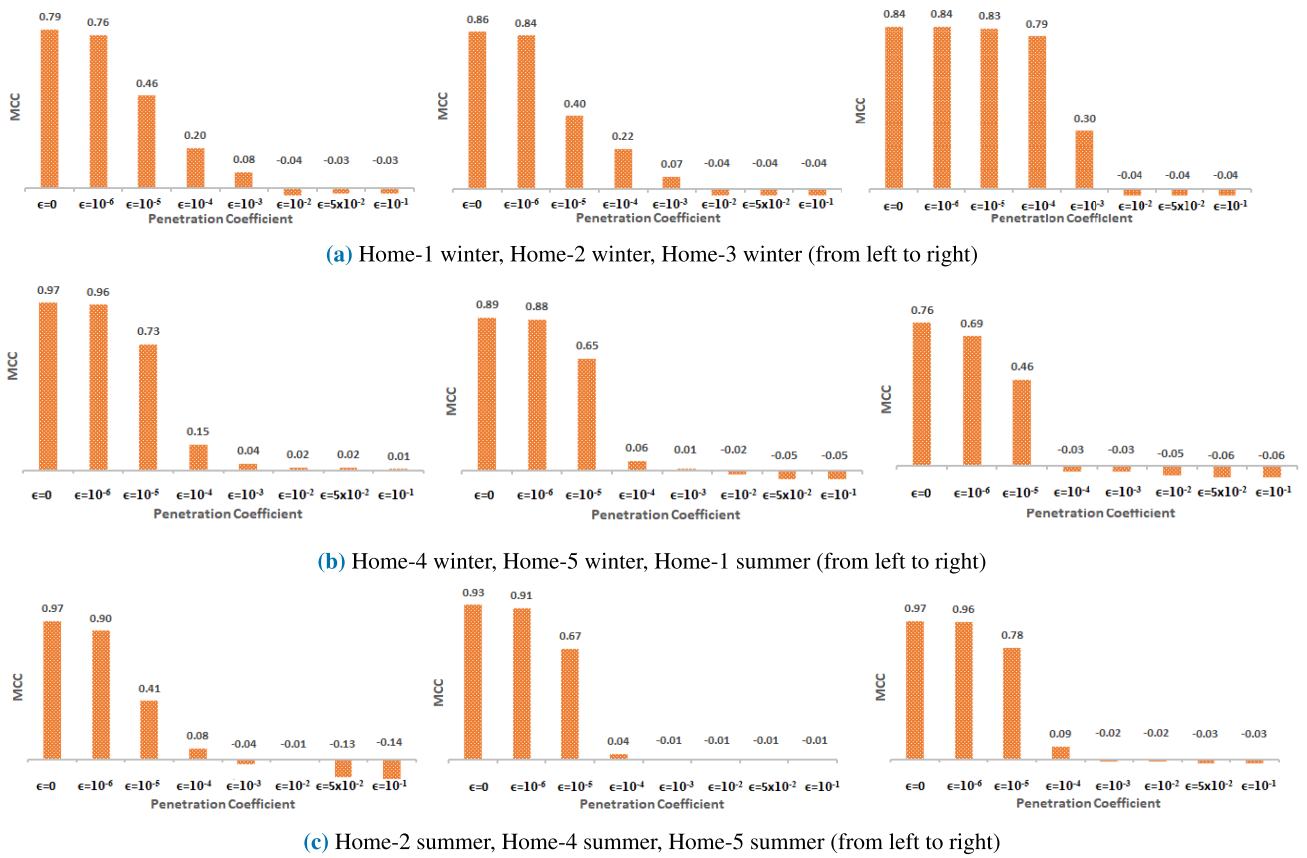 0.79 0.76 0.46 0.20 0.08 -0.04 -0.03 -0.03
MCC
ϵ=0 ϵ=10⁻⁶ ϵ=10⁻⁵ ϵ=10⁻⁴ ϵ=10⁻³ ϵ=10⁻² ϵ=5x10⁻² ϵ=10⁻¹
Penetration Coefficient
0.86 0.84 0.40 0.22 0.07 -0.04 -0.04 -0.04
MCC
ϵ=0 ϵ=10⁻⁶ ϵ=10⁻⁵ ϵ=10⁻⁴ ϵ=10⁻³ ϵ=10⁻² ϵ=5x10⁻² ϵ=10⁻¹
Penetration Coefficient
0.84 0.84 0.83 0.79 0.30 -0.04 -0.04 -0.04
MCC
ϵ=0 ϵ=10⁻⁶ ϵ=10⁻⁵ ϵ=10⁻⁴ ϵ=10⁻³ ϵ=10⁻² ϵ=5x10⁻² ϵ=10⁻¹
Penetration Coefficient
(a) Home-1 winter, Home-2 winter, Home-3 winter (from left to right)
0.97 0.96 0.73 0.15 0.04 0.02 0.02 0.01
MCC
ϵ=0 ϵ=10⁻⁶ ϵ=10⁻⁵ ϵ=10⁻⁴ ϵ=10⁻³ ϵ=10⁻² ϵ=5x10⁻² ϵ=10⁻¹
Penetration Coefficient
0.89 0.88 0.65 0.06 0.01 -0.02 -0.05 -0.05
MCC
ϵ=0 ϵ=10⁻⁶ ϵ=10⁻⁵ ϵ=10⁻⁴ ϵ=10⁻³ ϵ=10⁻² ϵ=5x10⁻² ϵ=10⁻¹
Penetration Coefficient
0.76 0.69 0.46 -0.03 -0.03 -0.05 -0.06 -0.06
MCC
ϵ=0 ϵ=10⁻⁶ ϵ=10⁻⁵ ϵ=10⁻⁴ ϵ=10⁻³ ϵ=10⁻² ϵ=5x10⁻² ϵ=10⁻¹
Penetration Coefficient
(b) Home-4 winter, Home-5 winter, Home-1 summer (from left to right)
0.97 0.90 0.41 0.08 -0.04 -0.01 -0.13 -0.14
MCC
ϵ=0 ϵ=10⁻⁶ ϵ=10⁻⁵ ϵ=10⁻⁴ ϵ=10⁻³ ϵ=10⁻² ϵ=5x10⁻² ϵ=10⁻¹
Penetration Coefficient
0.93 0.91 0.67 0.04 -0.01 -0.01 -0.01 -0.01
MCC
ϵ=0 ϵ=10⁻⁶ ϵ=10⁻⁵ ϵ=10⁻⁴ ϵ=10⁻³ ϵ=10⁻² ϵ=5x10⁻² ϵ=10⁻¹
Penetration Coefficient
0.97 0.96 0.78 0.09 -0.02 -0.02 -0.03 -0.03
MCC
ϵ=0 ϵ=10⁻⁶ ϵ=10⁻⁵ ϵ=10⁻⁴ ϵ=10⁻³ ϵ=10⁻² ϵ=5x10⁻² ϵ=10⁻¹
Penetration Coefficient
(c) Home-2 summer, Home-4 summer, Home-5 summer (from left to right)